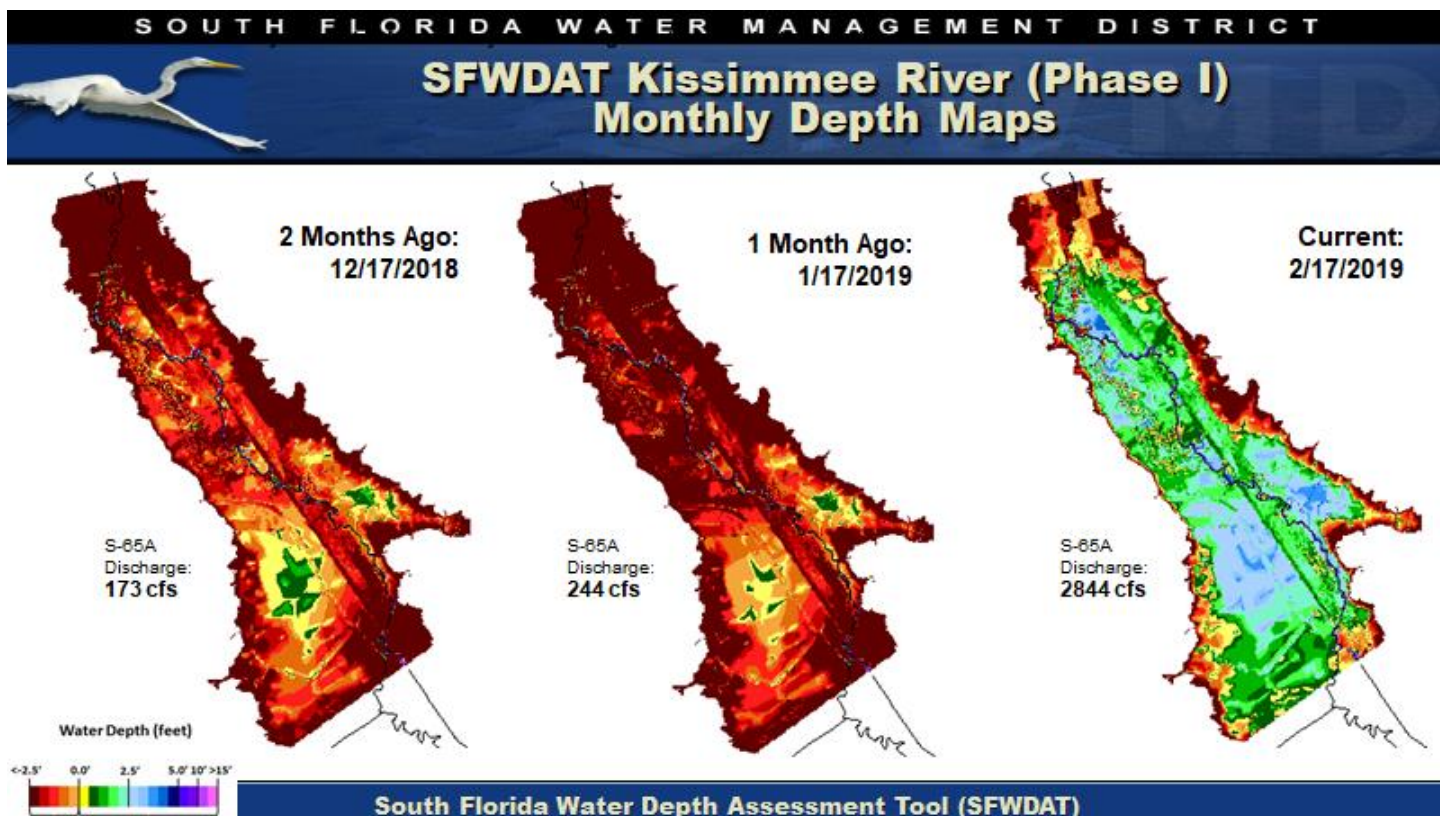 SOUTH FLORIDA WATER MANAGEMENT DISTRICT
SFWDAT Kissimmee River (Phase I)
Monthly Depth Maps
2 Months Ago:
12/17/2018
S-65A
Discharge:
173 cfs
1 Month Ago:
1/17/2019
S-65A
Discharge:
244 cfs
Current:
2/17/2019
S-65A
Discharge:
2844 cfs
Water Depth (feet)
<-2.5' 0.0' 2.5' 5.0' 10' >15'
South Florida Water Depth Assessment Tool (SFWDAT)